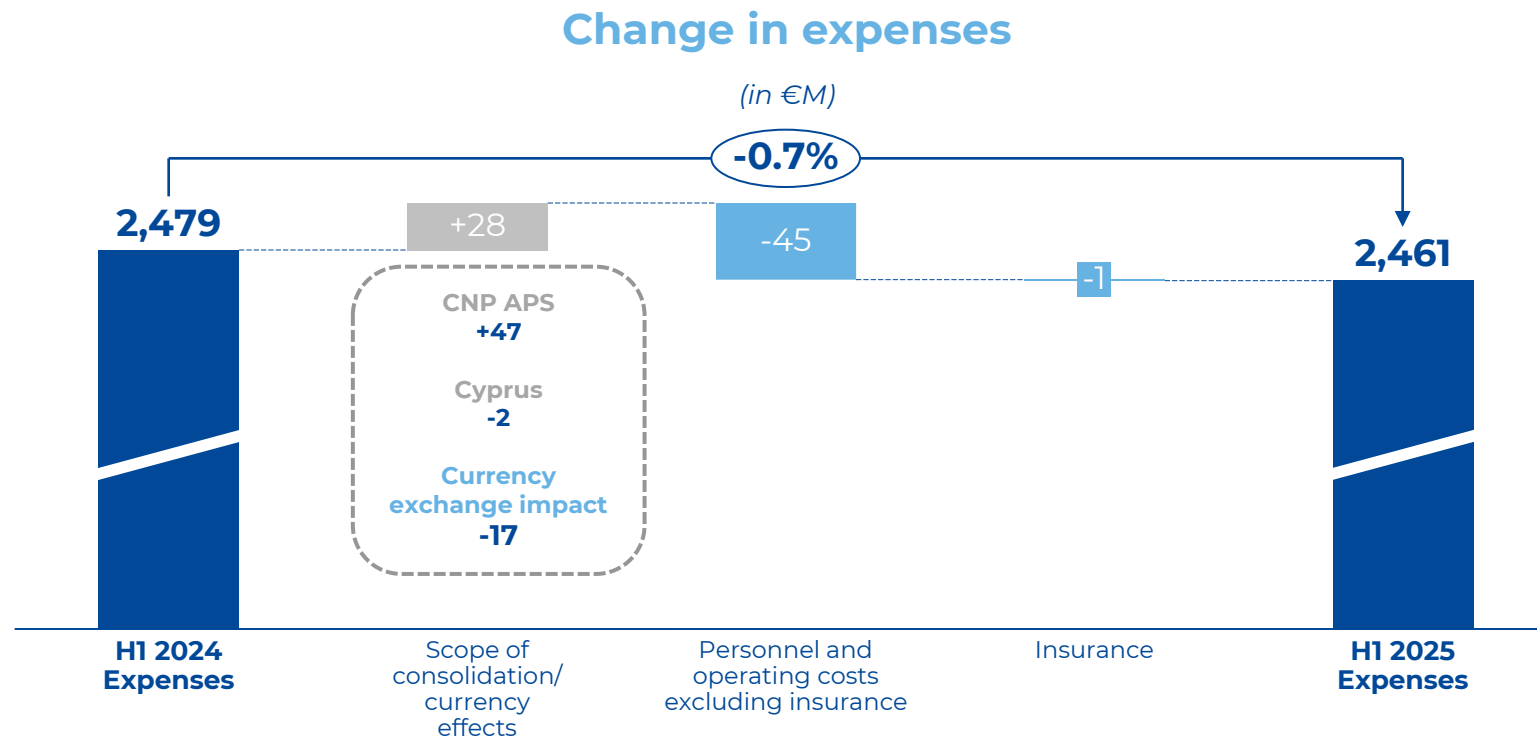 Change in expenses
(in €M)
-0.7%
2,479
+28
-45
-1
2,461
CNP APS
+47
Cyprus
-2
Currency
exchange impact
-17
H1 2024
Expenses
Scope of
consolidation/
currency
effects
Personnel and
operating costs
excluding insurance
Insurance
H1 2025
Expenses